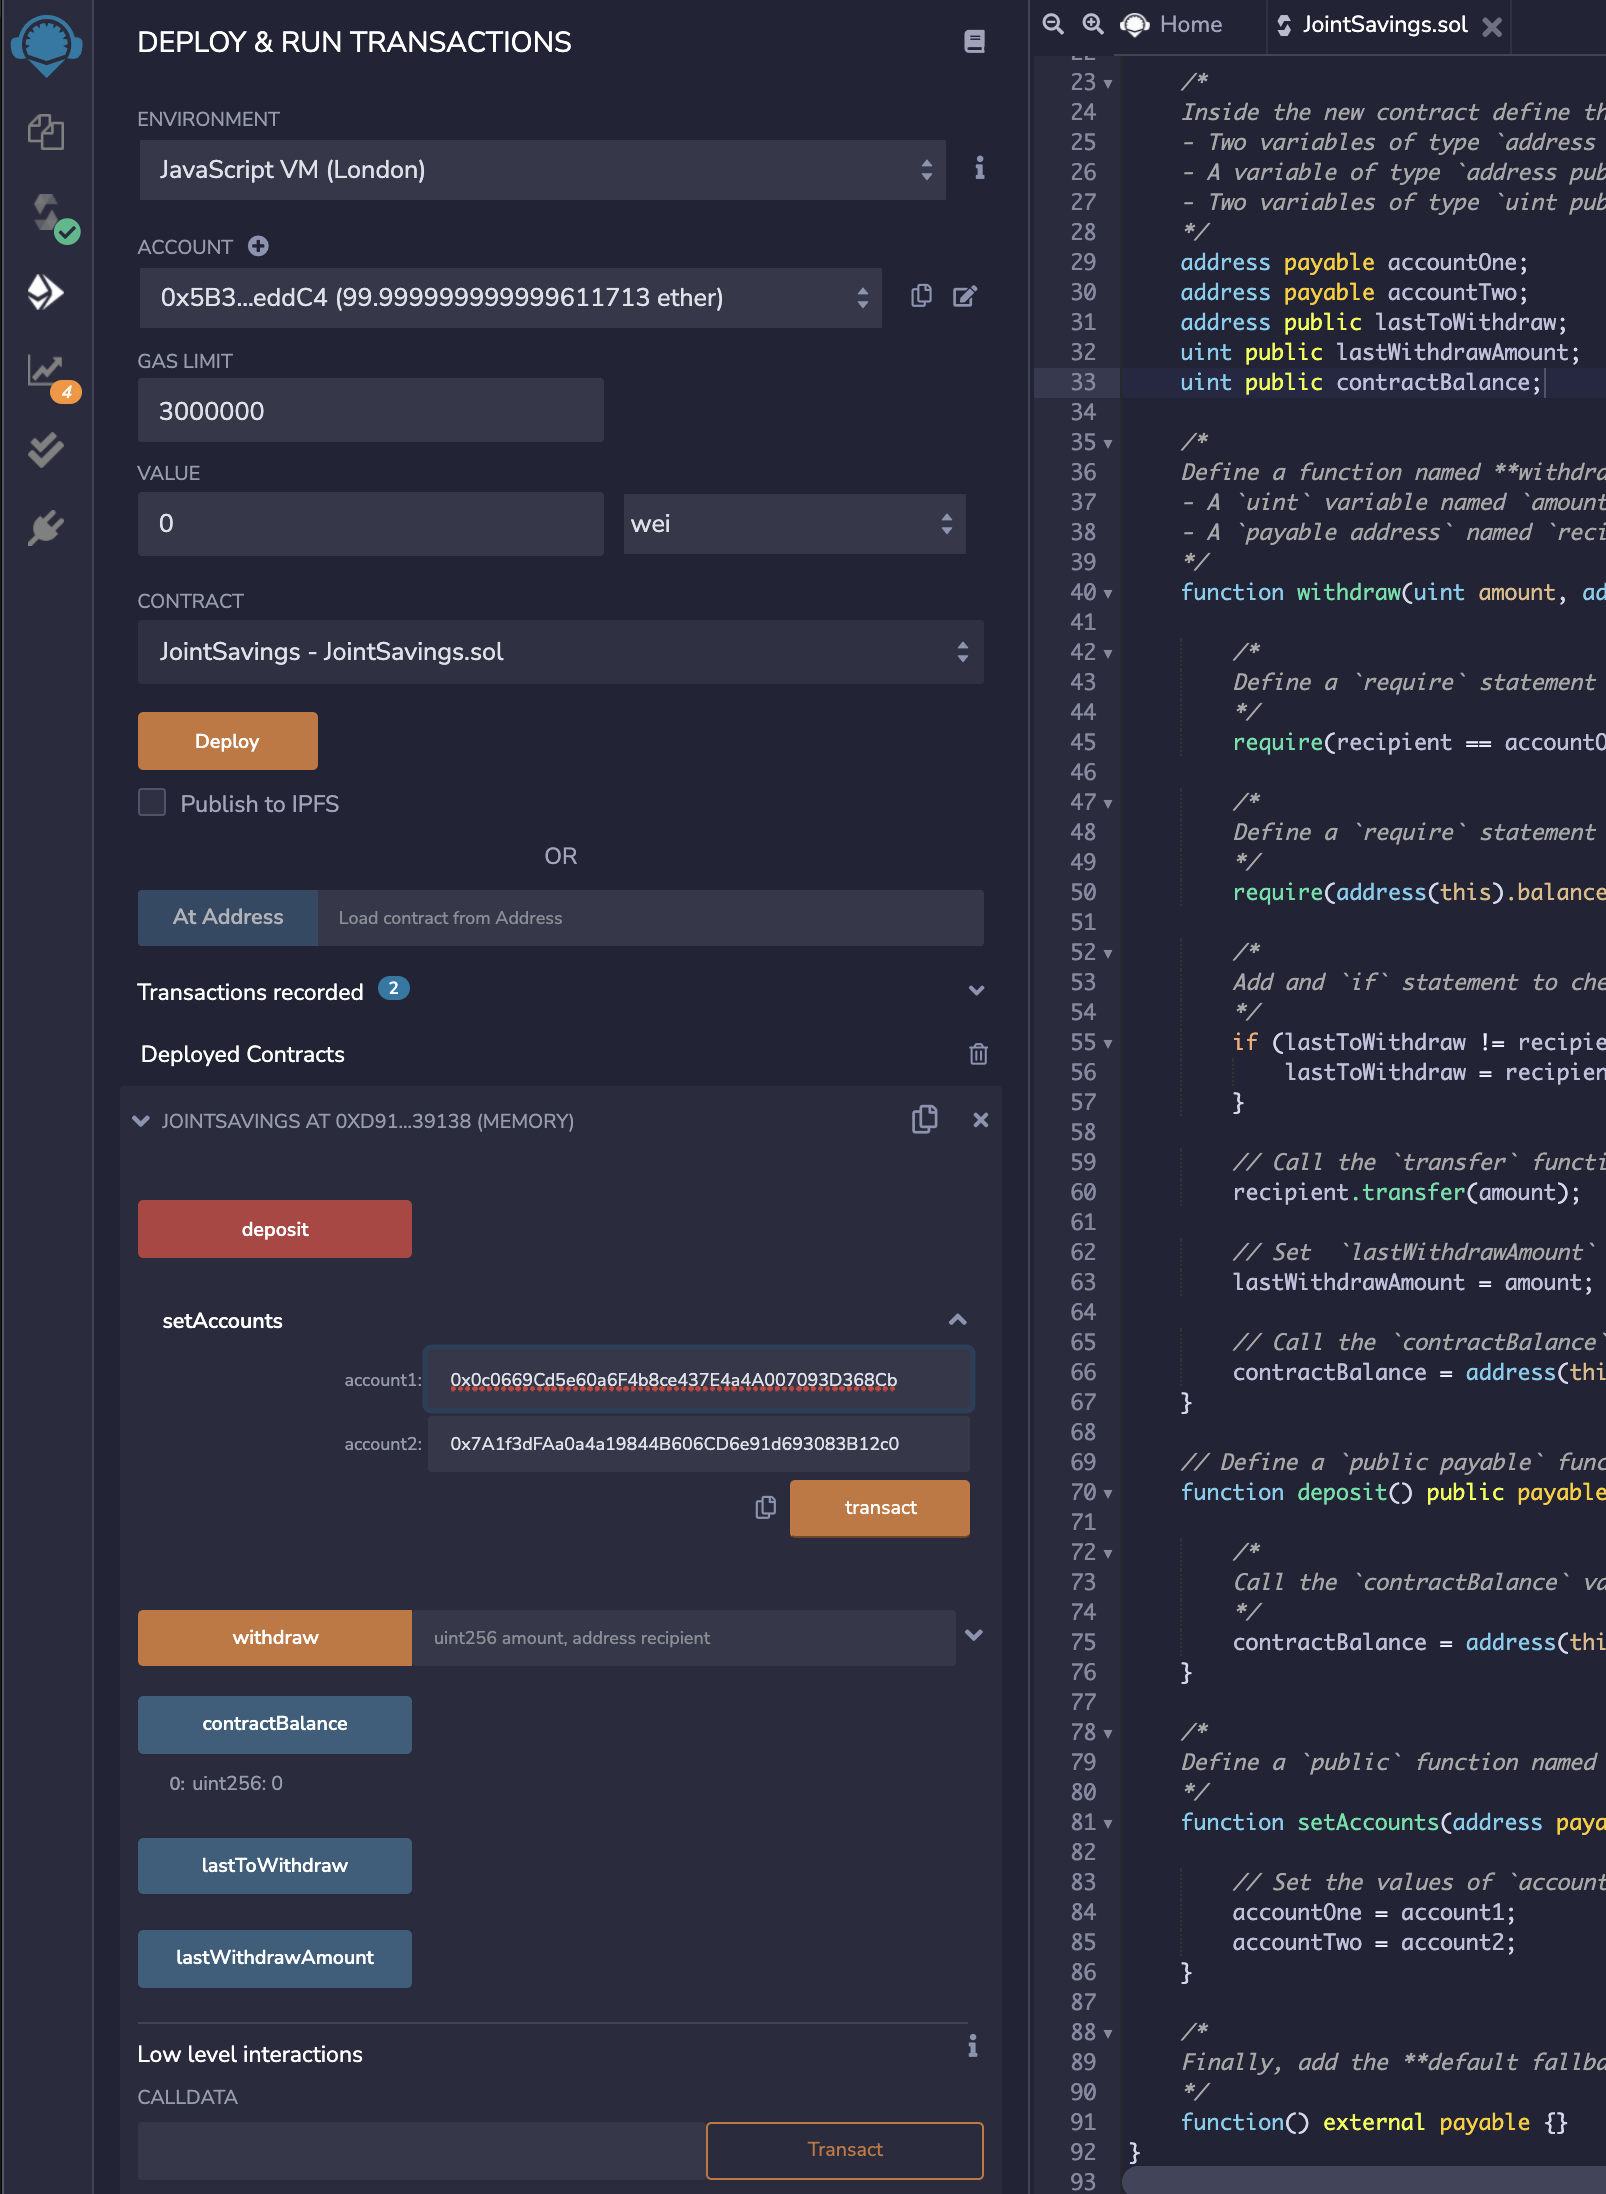 DEPLOY & RUN TRANSACTIONS
ENVIRONMENT
JavaScript VM (London)
ACCOUNT
0x5B3...eddC4 (99.999999999999611713 ether)
GAS LIMIT
3000000
VALUE
0
wei
CONTRACT
JointSavings - JointSavings.sol
Deploy
Publish to IPFS
OR
At Address
Load contract from Address
Transactions recorded 2
Deployed Contracts
JOINTSAVINGS AT 0XD91...39138 (MEMORY)
deposit
setAccounts
account1: 0x0c0669Cd5e60a6F4b8ce437E4a4A007093D368Cb
account2: 0x7A1f3dFAa0a4a19844B606CD6e91d693083B12c0
transact
withdraw
uint256 amount, address recipient
contractBalance
0: uint256: 0
lastToWithdraw
lastWithdrawAmount
Low level interactions
CALLDATA
Transact
4
Home
JointSavings.sol
23 /*
24 Inside the new contract define th
25 - Two variables of type `address
26 - A variable of type `address pub
27 - Two variables of type `uint pub
28 */
29 address payable accountOne;
30 address payable accountTwo;
31 address public lastToWithdraw;
32 uint public lastWithdrawAmount;
33 uint public contractBalance;
34
35 /*
36 Define a function named **withdra
37 - A `uint` variable named `amount
38 - A `payable address` named `reci
39 */
40 function withdraw(uint amount, ad
41
42 /*
43 Define a `require` statement
44 */
45 require(recipient == accountO
46
47 /*
48 Define a `require` statement
49 */
50 require(address(this).balance
51
52 /*
53 Add and `if` statement to che
54 */
55 if (lastToWithdraw != recipie
56 lastToWithdraw = recipien
57 }
58
59 // Call the `transfer` functi
60 recipient.transfer(amount);
61
62 // Set  `lastWithdrawAmount`
63 lastWithdrawAmount = amount;
64
65 // Call the `contractBalance`
66 contractBalance = address(thi
67 }
68
69 // Define a `public payable` func
70 function deposit() public payable
71
72 /*
73 Call the `contractBalance` va
74 */
75 contractBalance = address(thi
76 }
77
78 /*
79 Define a `public` function named
80 */
81 function setAccounts(address paya
82
83 // Set the values of `account
84 accountOne = account1;
85 accountTwo = account2;
86 }
87
88 /*
89 Finally, add the **default fallba
90 */
91 function() external payable {}
92 }
93